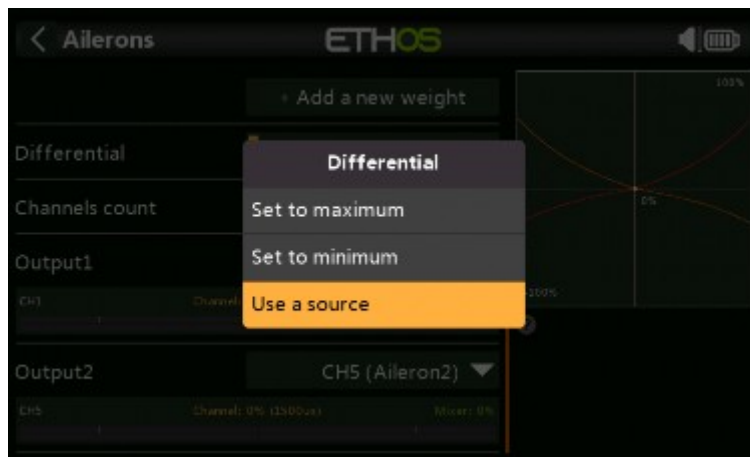 Ailerons
ETHOS
+ Add a new weight
100%
Differential
Differential
Channels count
Set to maximum
0%
Output1
Set to minimum
CH1
-100%
Use a source
Output2
CH5 (Aileron2)
CH5
Channel: 0% (1500us)
Mixer: 0%